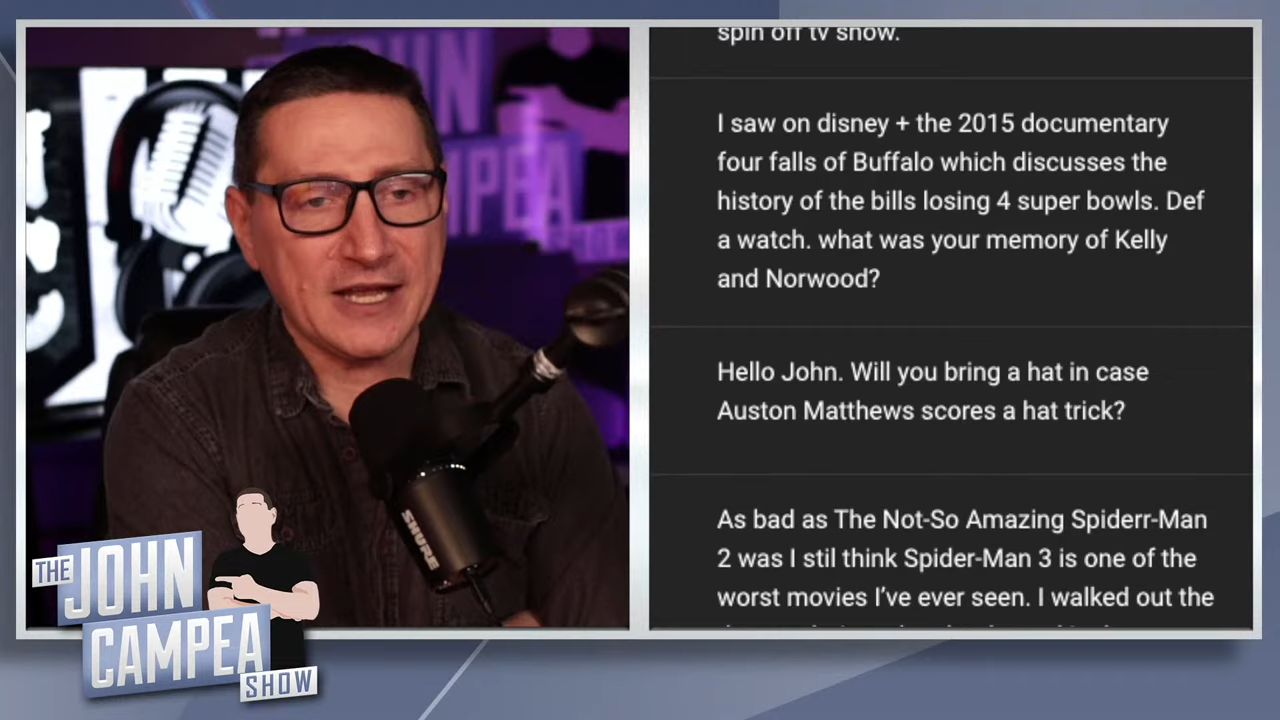 spin off tv show.
I saw on disney + the 2015 documentary
four falls of Buffalo which discusses the
history of the bills losing 4 super bowls. Def
a watch. what was your memory of Kelly
and Norwood?
Hello John. Will you bring a hat in case
Auston Matthews scores a hat trick?
As bad as The Not-So Amazing Spiderr-Man
2 was I stil think Spider-Man 3 is one of the
worst movies I've ever seen. I walked out the
SHURE
THE
JOHN
CAMPEA
SHOW